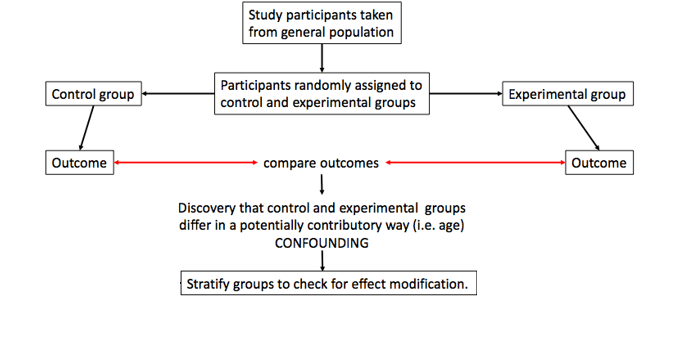 Study participants taken
from general population
Participants randomly assigned to
control and experimental groups
Control group
Experimental group
Outcome
compare outcomes
Outcome
Discovery that control and experimental groups
differ in a potentially contributory way (i.e. age)
CONFOUNDING
Stratify groups to check for effect modification.